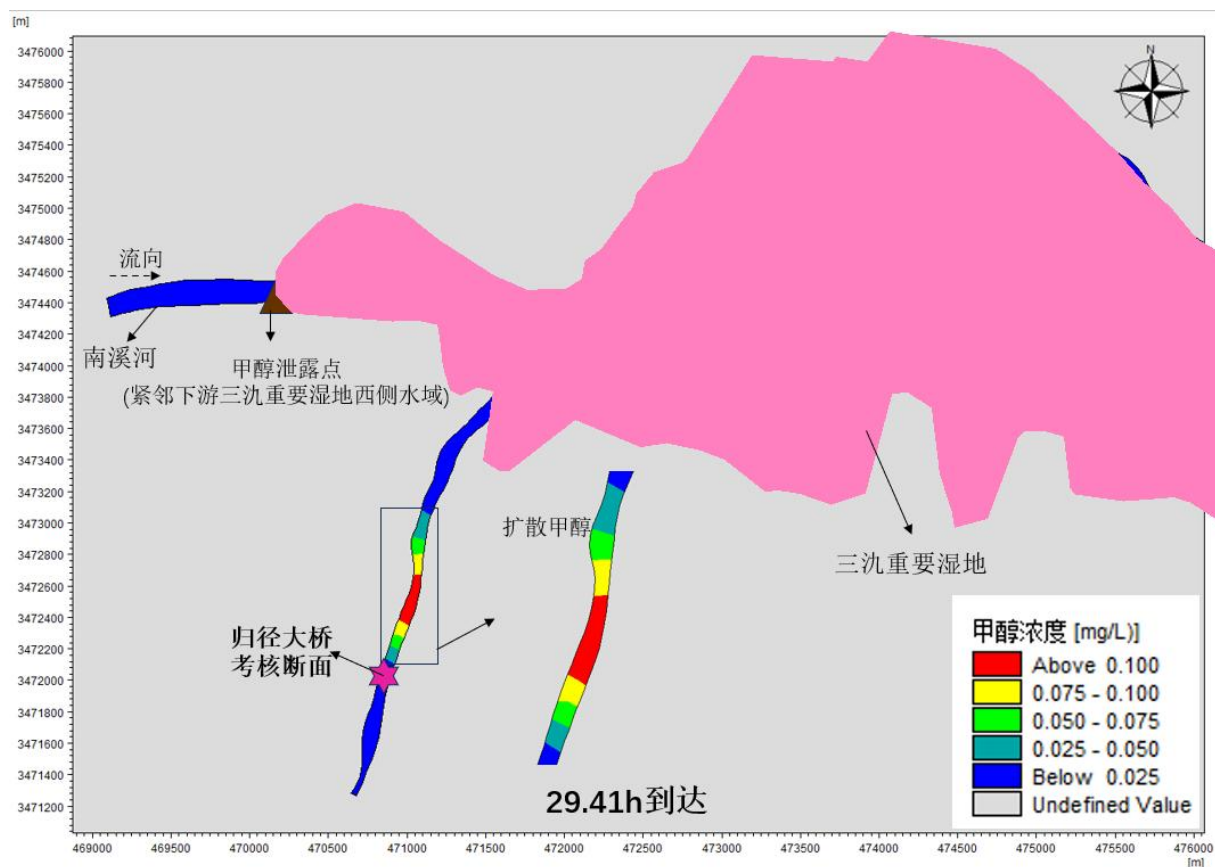 [m]
3476000
3475800
3475600
3475400
3475200
3475000
3474800
3474600
3474400
3474200
3474000
3473800
3473600
3473400
3473200
3473000
3472800
3472600
3472400
3472200
3472000
3471800
3471600
3471400
3471200
N
流向
南溪河
甲醇泄露点
(紧邻下游三氿重要湿地西侧水域)
扩散甲醇
三氿重要湿地
归径大桥
考核断面
29.41h到达
甲醇浓度 [mg/L)]
Above 0.100
0.075 - 0.100
0.050 - 0.075
0.025 - 0.050
Below 0.025
Undefined Value
469000 469500 470000 470500 471000 471500 472000 472500 473000 473500 474000 474500 475000 475500 476000
[m]